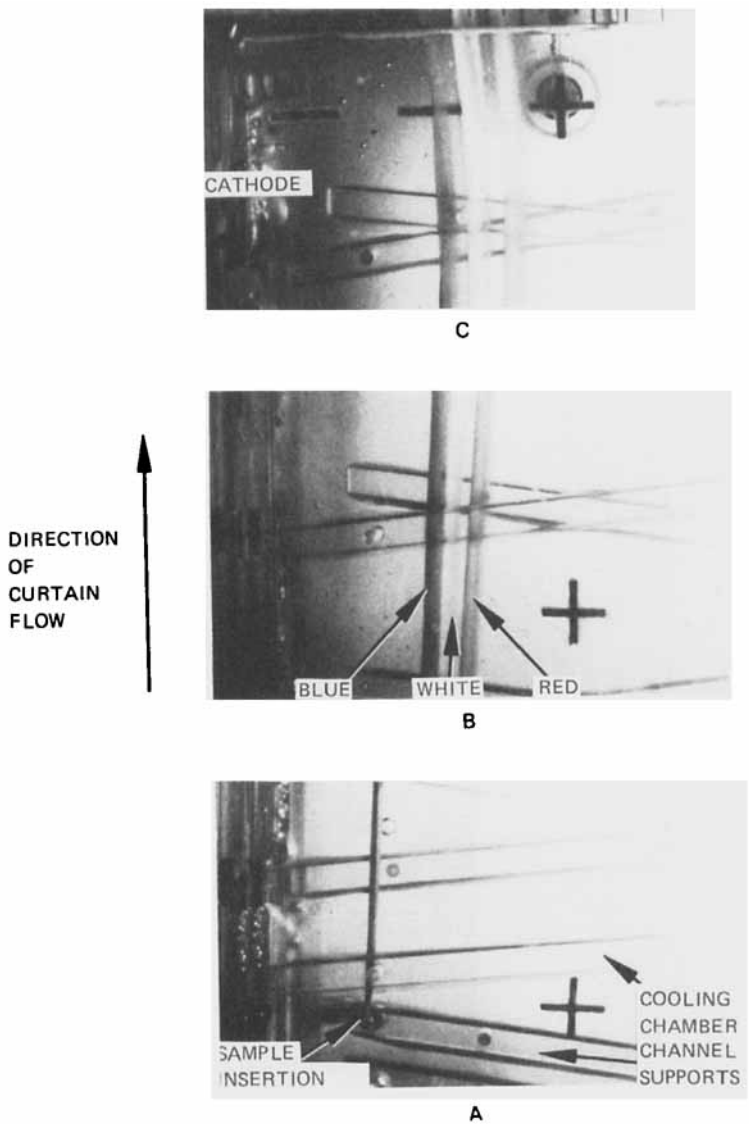 CATHODE
C
DIRECTION
OF
CURTAIN
FLOW
BLUE
WHITE
RED
B
SAMPLE
INSERTION
COOLING
CHAMBER
CHANNEL
SUPPORTS
A